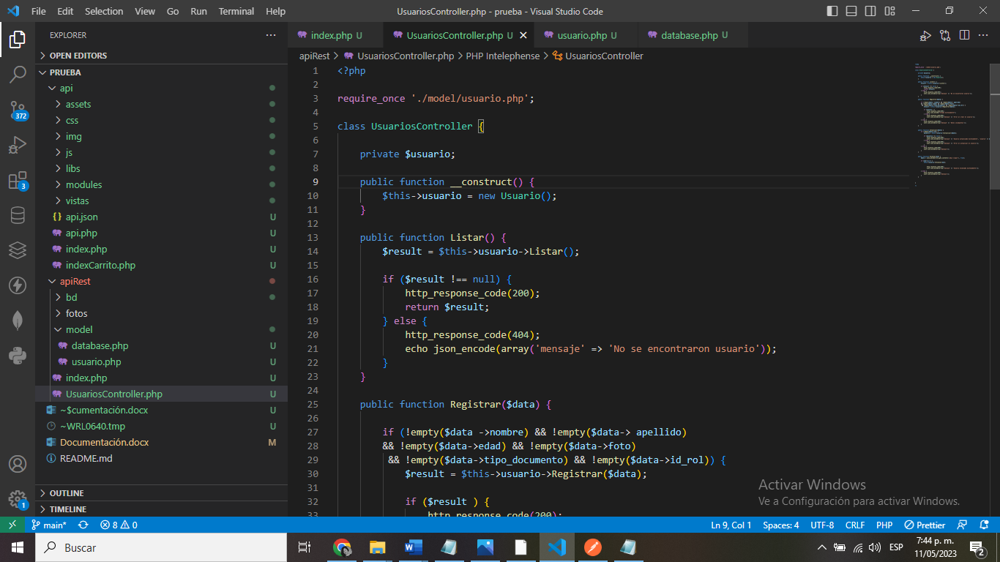 File Edit Selection View Go Run Terminal Help UsuariosController.php - prueba - Visual Studio Code
EXPLORER
OPEN EDITORS
PRUEBA
api
assets
css
img
js
libs
modules
vistas
{} api.json U
api.php U
index.php U
indexCarrito.php U
apiRest
bd
fotos
model
database.php U
usuario.php U
index.php U
UsuariosController.php U
~$cumentación.docx U
~WRL0640.tmp U
Documentación.docx M
README.md
OUTLINE
TIMELINE
372
3
1
index.php U UsuariosController.php U usuario.php U database.php U
apiRest > UsuariosController.php > PHP Intelephense > UsuariosController
1 <?php
2
3 require_once './model/usuario.php';
4
5 class UsuariosController {
6
7 private $usuario;
8
9 public function __construct() {
10 $this->usuario = new Usuario();
11 }
12
13 public function Listar() {
14 $result = $this->usuario->Listar();
15
16 if ($result !== null) {
17 http_response_code(200);
18 return $result;
19 } else {
20 http_response_code(404);
21 echo json_encode(array('mensaje' => 'No se encontraron usuario'));
22 }
23 }
24
25 public function Registrar($data) {
26
27 if (!empty($data ->nombre) && !empty($data-> apellido)
28 && !empty($data->edad) && !empty($data->foto)
29 && !empty($data->tipo_documento) && !empty($data->id_rol)) {
30 $result = $this->usuario->Registrar($data);
31
32 if ($result ) {
33 http_response_code(200);
Activar Windows
Ve a Configuración para activar Windows.
main* 8 0 Ln 9, Col 1 Spaces: 4 UTF-8 CRLF PHP Prettier
Buscar
ESP
7:44 p. m.
11/05/2023
2